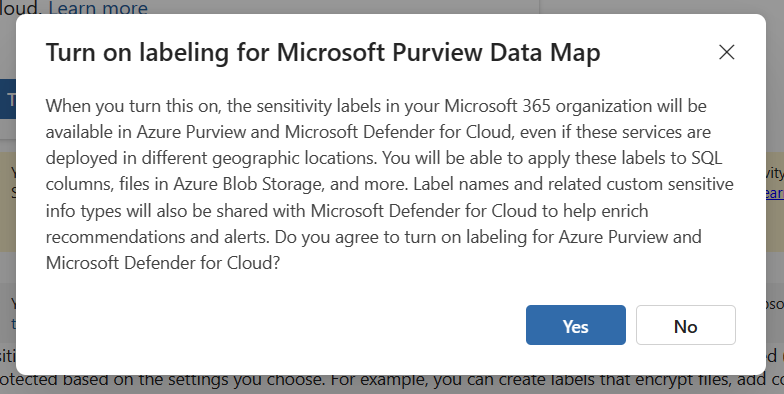 oud. Learn more
Turn on labeling for Microsoft Purview Data Map
When you turn this on, the sensitivity labels in your Microsoft 365 organization will be
available in Azure Purview and Microsoft Defender for Cloud, even if these services are
deployed in different geographic locations. You will be able to apply these labels to SQL
columns, files in Azure Blob Storage, and more. Label names and related custom sensitive
info types will also be shared with Microsoft Defender for Cloud to help enrich
recommendations and alerts. Do you agree to turn on labeling for Azure Purview and
Microsoft Defender for Cloud?
Yes No
otected based on the settings you choose. For example, you can create labels that encrypt files, add co